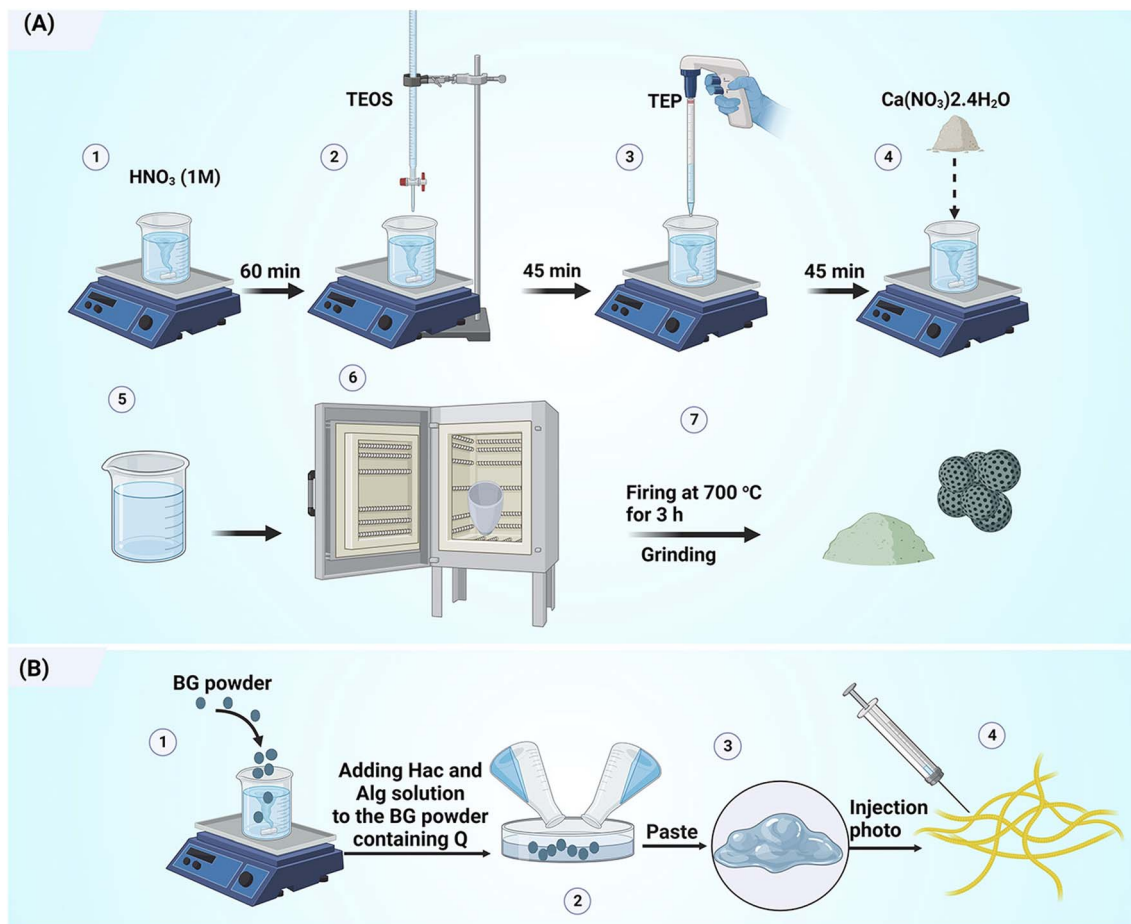 (A)
TEOS
TEP
Ca(NO₃)2.4H₂O
1
2
3
4
HNO₃ (1M)
60 min
45 min
45 min
5
6
7
Firing at 700 ºC
for 3 h
Grinding
(B)
BG powder
1
Adding Hac and
Alg solution
to the BG powder
containing Q
2
Paste
3
Injection
photo
4